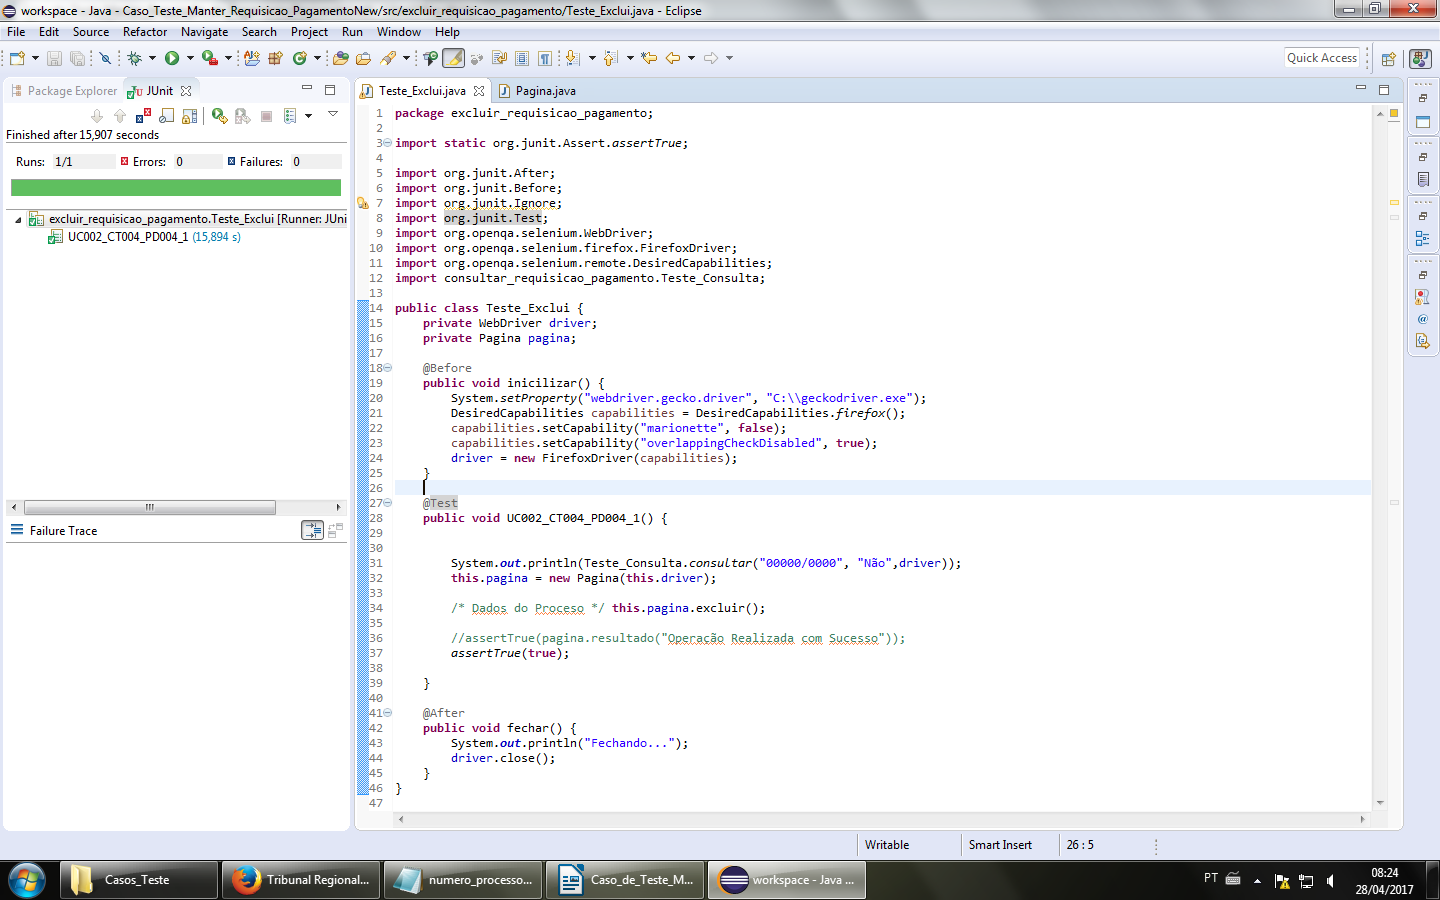 workspace - Java - Caso_Teste_Manter_Requisicao_PagamentoNew/src/excluir_requisicao_pagamento/Teste_Exclui.java - Eclipse
File Edit Source Refactor Navigate Search Project Run Window Help
Quick Access
Package Explorer JUnit
Finished after 15,907 seconds
Runs: 1/1 Errors: 0 Failures: 0
excluir_requisicao_pagamento.Teste_Exclui [Runner: JUni
UC002_CT004_PD004_1 (15,894 s)
Failure Trace
Teste_Exclui.java Pagina.java
1 package excluir_requisicao_pagamento;
2
3 import static org.junit.Assert.assertTrue;
4
5 import org.junit.After;
6 import org.junit.Before;
7 import org.junit.Ignore;
8 import org.junit.Test;
9 import org.openqa.selenium.WebDriver;
10 import org.openqa.selenium.firefox.FirefoxDriver;
11 import org.openqa.selenium.remote.DesiredCapabilities;
12 import consultar_requisicao_pagamento.Teste_Consulta;
13
14 public class Teste_Exclui {
15 private WebDriver driver;
16 private Pagina pagina;
17
18 @Before
19 public void inicilizar() {
20 System.setProperty("webdriver.gecko.driver", "C:\\geckodriver.exe");
21 DesiredCapabilities capabilities = DesiredCapabilities.firefox();
22 capabilities.setCapability("marionette", false);
23 capabilities.setCapability("overlappingCheckDisabled", true);
24 driver = new FirefoxDriver(capabilities);
25 }
26
27 @Test
28 public void UC002_CT004_PD004_1() {
29
30
31 System.out.println(Teste_Consulta.consultar("00000/0000", "Não",driver));
32 this.pagina = new Pagina(this.driver);
33
34 /* Dados do Proceso */ this.pagina.excluir();
35
36 //assertTrue(pagina.resultado("Operação Realizada com Sucesso"));
37 assertTrue(true);
38
39 }
40
41 @After
42 public void fechar() {
43 System.out.println("Fechando...");
44 driver.close();
45 }
46 }
47
Writable Smart Insert 26 : 5
Casos_Teste Tribunal Regional... numero_processo... Caso_de_Teste_M... workspace - Java ... PT 08:24
28/04/2017